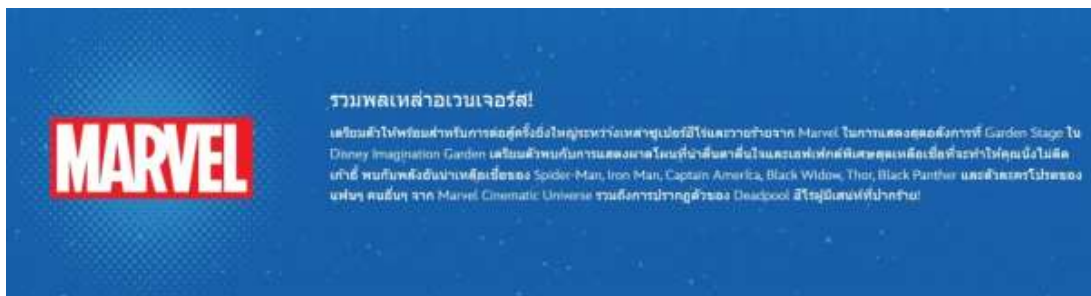 MARVEL
รวมพลเหล่าอเวนเจอร์ส!
เตรียมตัวให้พร้อมสำหรับการต่อสู้ครั้งยิ่งใหญ่ระหว่างเหล่าซูเปอร์ฮีโร่และวายร้ายจาก Marvel ในการแสดงสุดอลังการที่ Garden Stage ใน
Disney Imagination Garden เตรียมตัวพบกับการแสดงผาดโผนที่น่าตื่นตาตื่นใจและเอฟเฟ็กต์พิเศษสุดเหลือเชื่อที่จะทำให้คุณนั่งไม่ติด
เก้าอี้ พบกับพลังอันน่าเหลือเชื่อของ Spider-Man, Iron Man, Captain America, Black Widow, Thor, Black Panther และตัวละครโปรดของ
แฟนๆ คนอื่นๆ จาก Marvel Cinematic Universe รวมถึงการปรากฏตัวของ Deadpool ฮีโร่ผู้มีเสน่ห์ที่ปากร้าย!